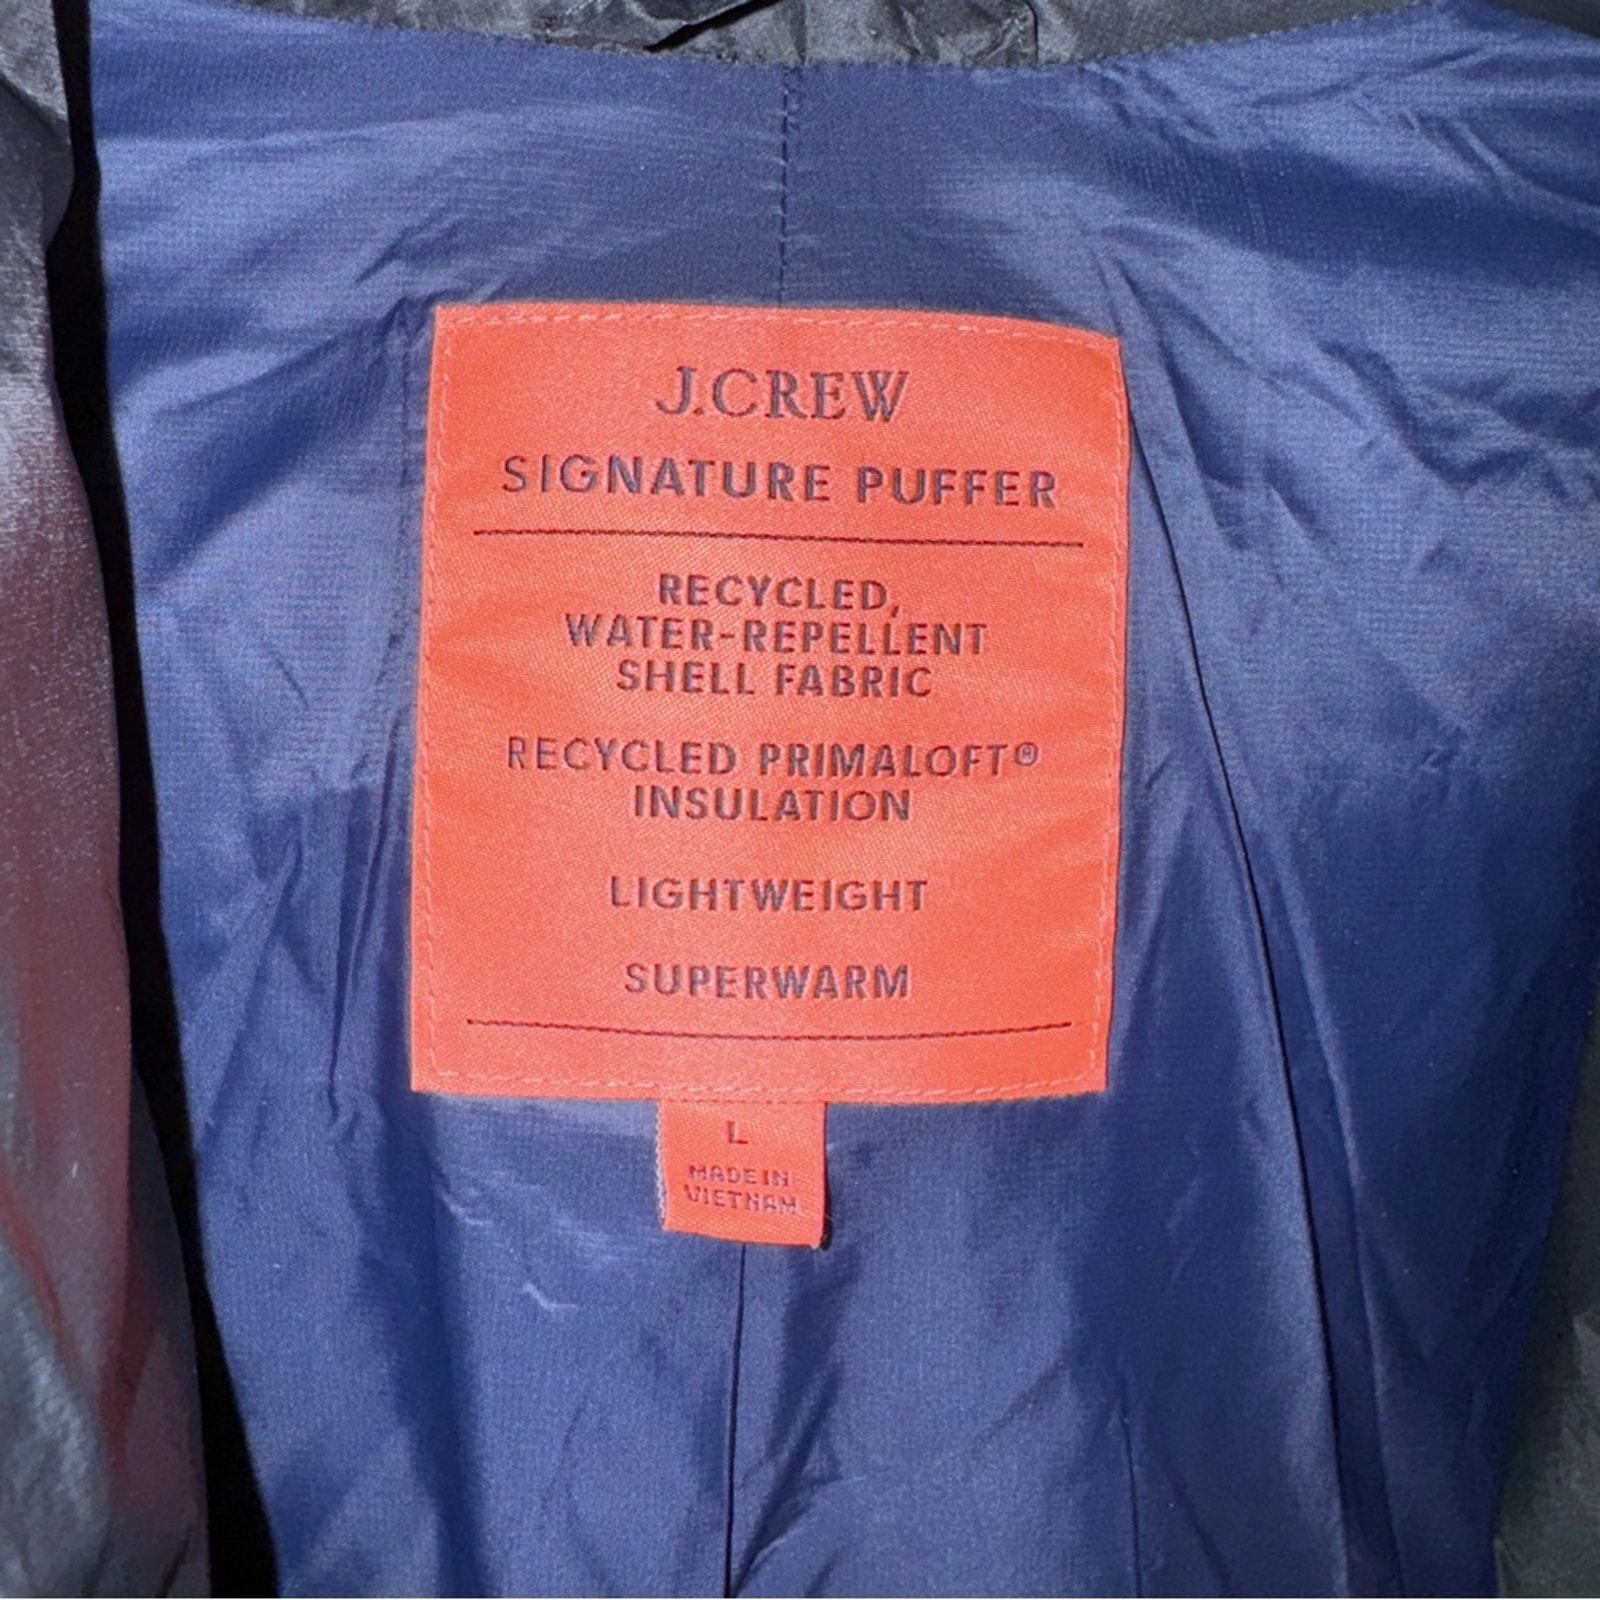 J.CREW
SIGNATURE PUFFER
RECYCLED,
WATER-REPELLENT
SHELL FABRIC
RECYCLED PRIMALOFT®
INSULATION
LIGHTWEIGHT
SUPERWARM
L
MADE IN
VIETNAM